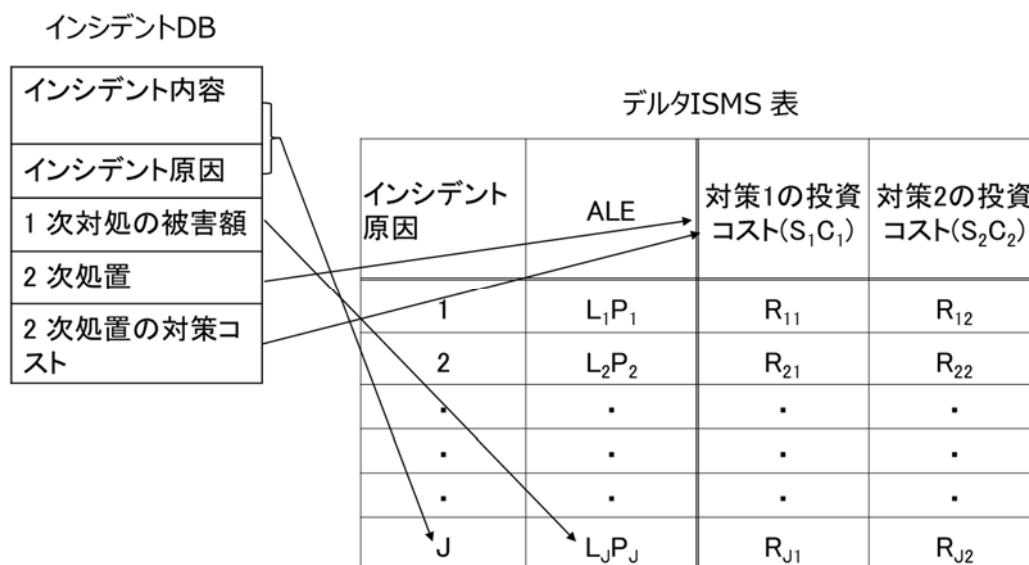 インシデントDB
インシデント内容
インシデント原因
1 次対処の被害額
2 次処置
2 次処置の対策コ
スト
デルタISMS 表
インシデント
原因
ALE
対策1の投資
コスト(S₁C₁)
対策2の投資
コスト(S₂C₂)
1 L₁P₁ R₁₁ R₁₂
2 L₂P₂ R₂₁ R₂₂
・ ・ ・ ・
・ ・ ・ ・
・ ・ ・ ・
J L_JP_J R_J1 R_J2